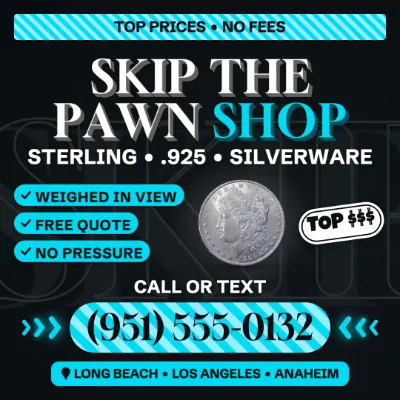 TOP PRICES • NO FEES
SKIP THE
PAWN SHOP
STERLING • .925 • SILVERWARE
WEIGHED IN VIEW
FREE QUOTE
NO PRESSURE
TOP $$$
CALL OR TEXT
(951) 555-0132
LONG BEACH • LOS ANGELES • ANAHEIM